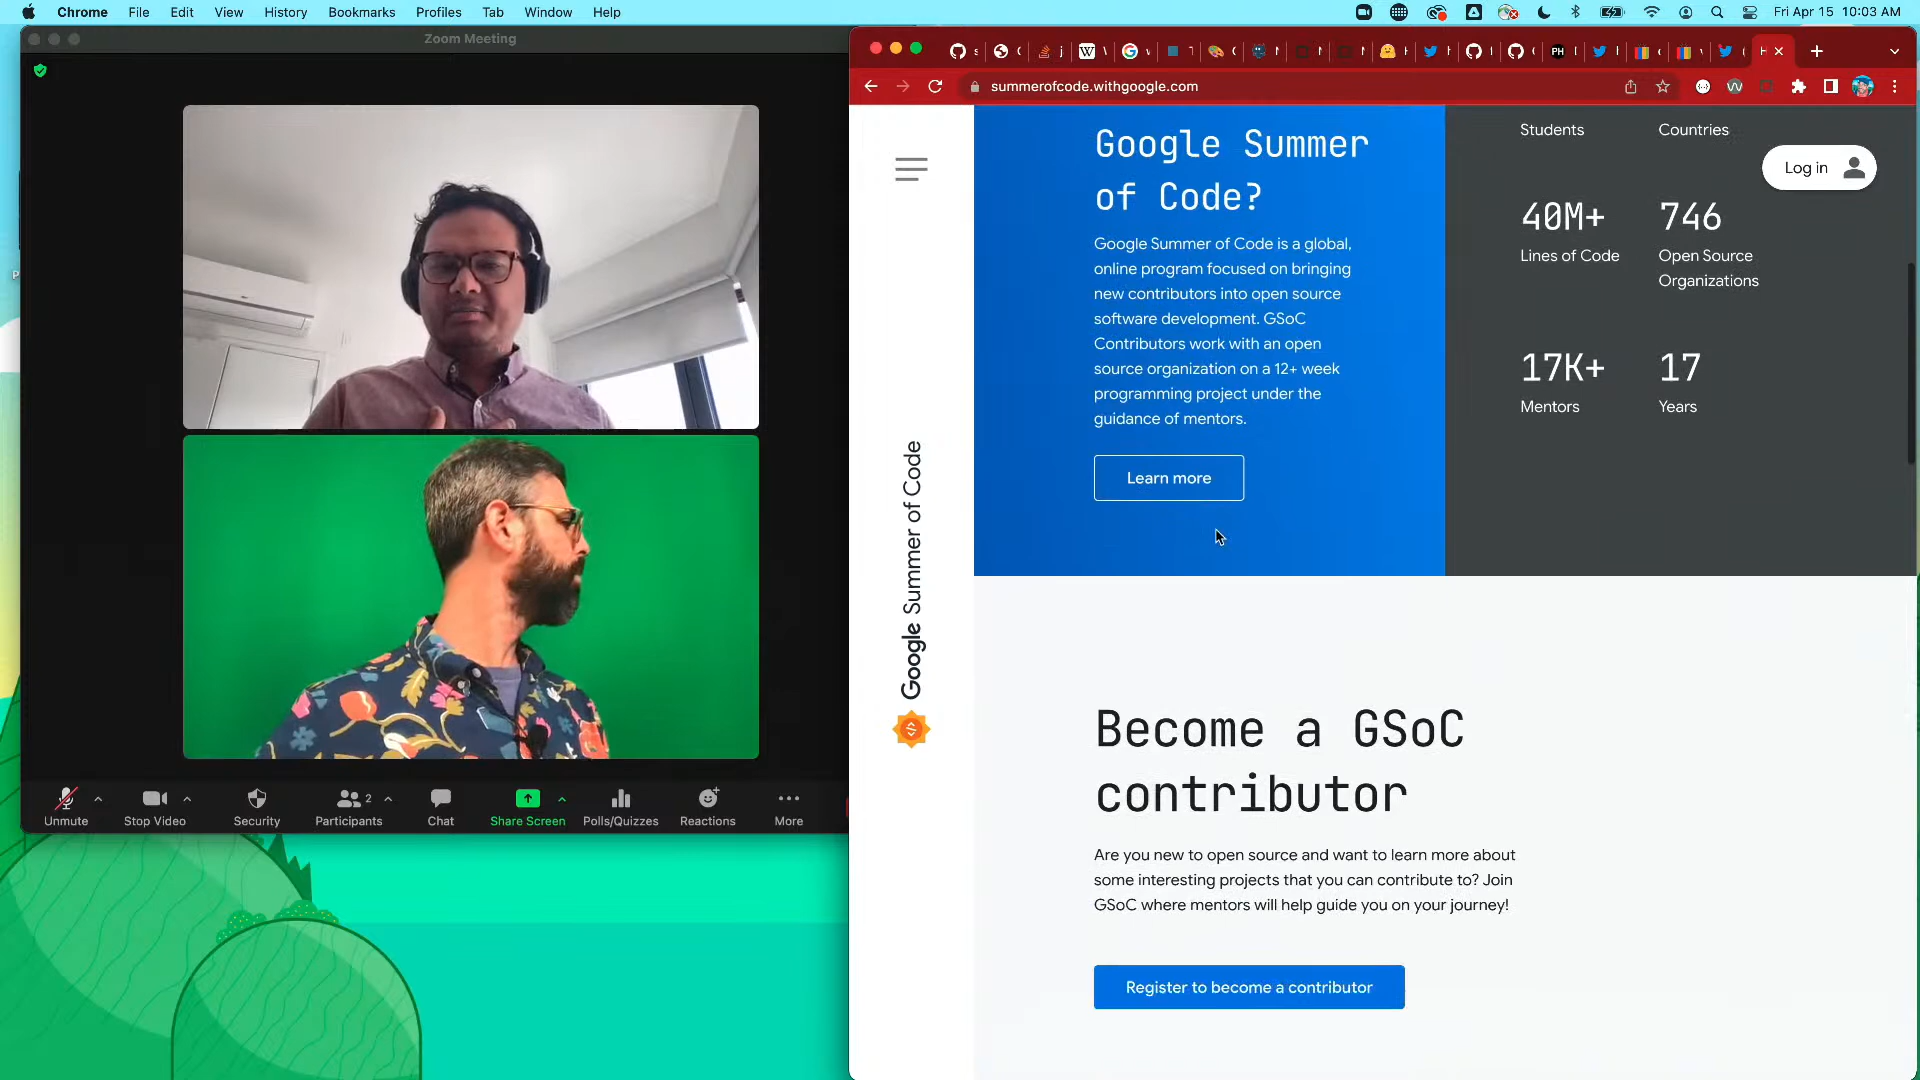 Chrome File Edit View History Bookmarks Profiles Tab Window Help
Fri Apr 15 10:03 AM
Zoom Meeting
Unmute
Stop Video
Security
2
Participants
Chat
Share Screen
Polls/Quizzes
Reactions
More
summerofcode.withgoogle.com
Google Summer of Code
Google Summer
of Code?
Google Summer of Code is a global,
online program focused on bringing
new contributors into open source
software development. GSoC
Contributors work with an open
source organization on a 12+ week
programming project under the
guidance of mentors.
Learn more
Students
Countries
Log in
40M+
Lines of Code
746
Open Source
Organizations
17K+
Mentors
17
Years
Become a GSoC
contributor
Are you new to open source and want to learn more about
some interesting projects that you can contribute to? Join
GSoC where mentors will help guide you on your journey!
Register to become a contributor